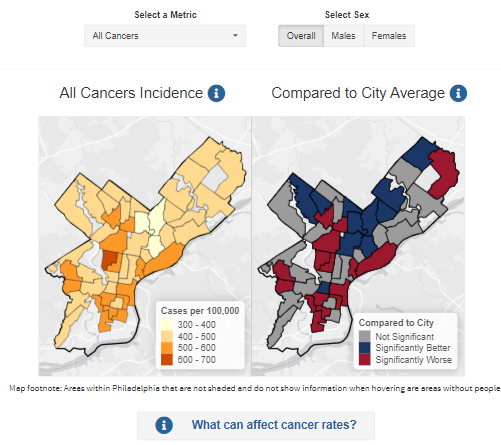 Select a Metric
Select Sex
All Cancers
Overall Males Females
All Cancers Incidence i
Compared to City Average i
Cases per 100,000
300 - 400
400 - 500
500 - 600
600 - 700
Compared to City
Not Significant
Significantly Better
Significantly Worse
Map footnote: Areas within Philadelphia that are not shaded and do not show information when hovering are areas without people
i What can affect cancer rates?